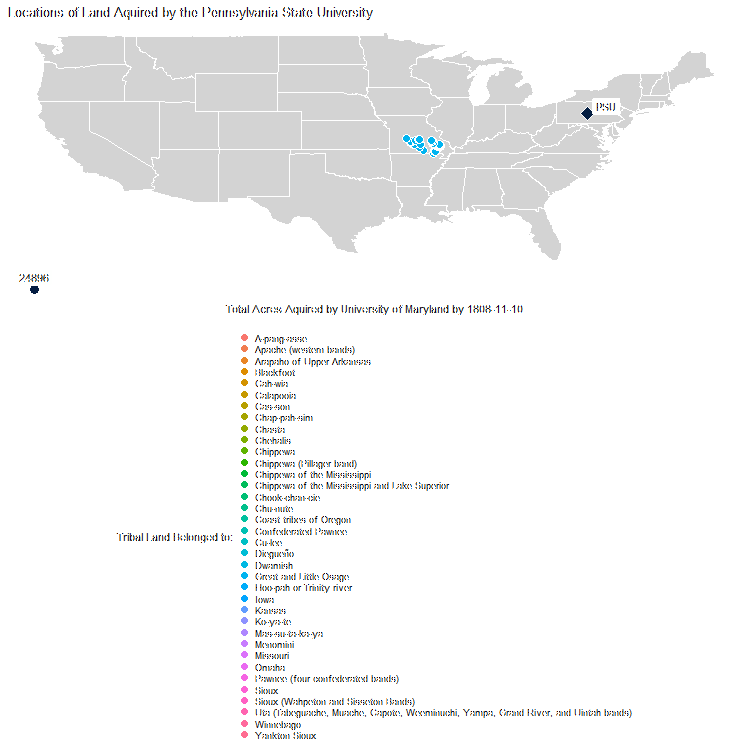 Locations of Land Aquired by the Pennsylvania State University
PSU
24896
Total Acres Aquired by University of Maryland by 1808-11-10
Tribal Land Belonged to:
A-pang-asse
Apache (western bands)
Arapaho of Upper Arkansas
Blackfoot
Cah-wia
Calapooia
Cas-son
Chap-pah-sim
Chasta
Chehalis
Chippewa
Chippewa (Pillager band)
Chippewa of the Mississippi
Chippewa of the Mississippi and Lake Superior
Chook-chan-cie
Chu-nute
Coast tribes of Oregon
Confederated Pawnee
Cu-lee
Diegueño
Dwamish
Great and Little Osage
Hoo-pah or Trinity river
Iowa
Kansas
Ko-ya-te
Mas-su-ta-ka-ya
Menomini
Missouri
Omaha
Pawnee (four confederated bands)
Sioux
Sioux (Wahpeton and Sisseton Bands)
Uta (Tabeguache, Muache, Capote, Weeminuchi, Yampa, Grand River, and Uintah bands)
Winnebago
Yankton Sioux